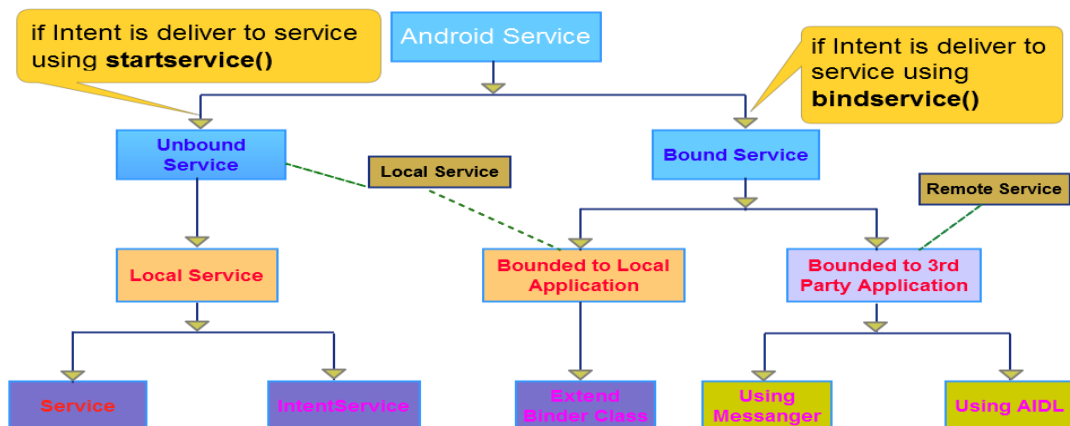 if Intent is deliver to service
using startservice()
Android Service
if Intent is deliver to
service using
bindservice()
Unbound
Service
Local Service
Bound Service
Remote Service
Local Service
Bounded to Local
Application
Bounded to 3rd
Party Application
Service
IntentService
Extend
Binder Class
Using
Messanger
Using AIDL